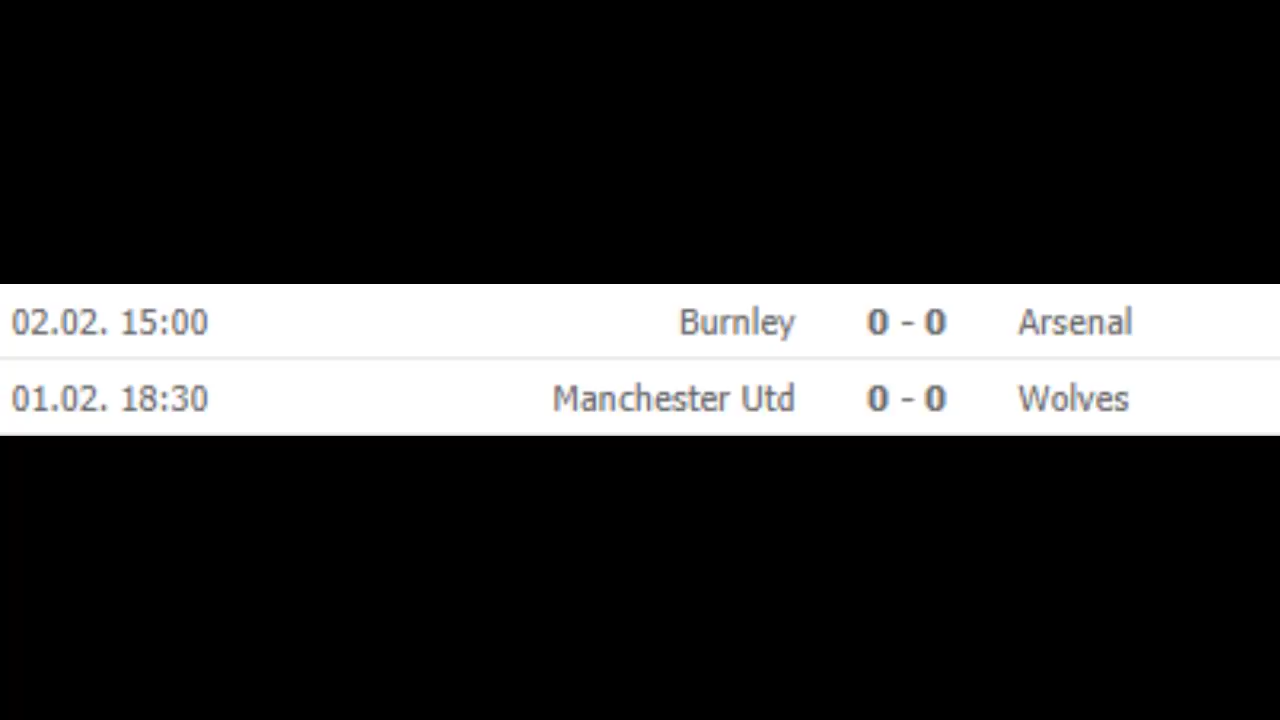 02.02. 15:00 Burnley 0 - 0 Arsenal
01.02. 18:30 Manchester Utd 0 - 0 Wolves